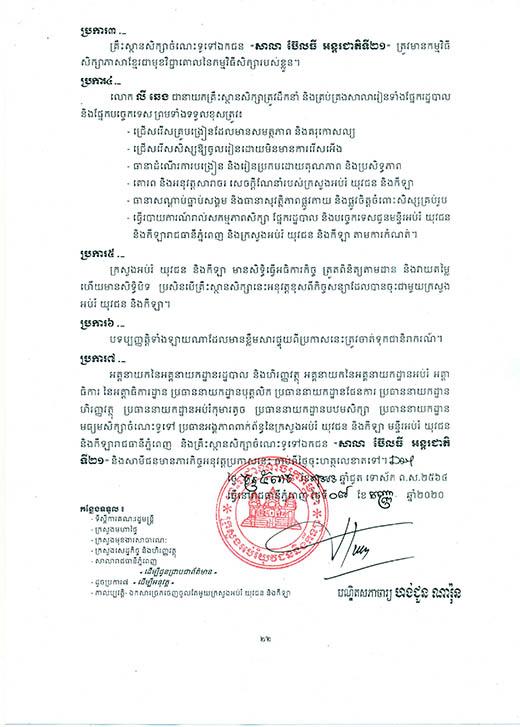 ប្រការ៣ ._
គ្រឹះស្ថានសិក្សាចំណេះទូទៅឯកជន «សាលា ប៊ែលធី អន្តរជាតិទី២១» ត្រូវមានកម្មវិធី
សិក្សាភាសាខ្មែរជាមុខវិជ្ជាគោលនៃកម្មវិធីសិក្សារបស់ខ្លួន។
ប្រការ៤ ._
លោក លី ឆេង ជានាយកគ្រឹះស្ថានសិក្សាត្រូវដឹកនាំ និងគ្រប់គ្រងសាលារៀនទាំងផ្នែករដ្ឋបាល
និងផ្នែកបច្ចេកទេស ព្រមទាំងទទួលខុសត្រូវ៖
- ជ្រើសរើសគ្រូបង្រៀនដែលមានសមត្ថភាព និងគរុកោសល្យ
- ជ្រើសរើសសិស្សឱ្យចូលរៀនដោយមិនមានការរើសអើង
- ធានាដំណើរការបង្រៀន និងរៀនប្រកបដោយគុណភាព និងប្រសិទ្ធភាព
- គោរព និងអនុវត្តសារាចរ សេចក្តីណែនាំរបស់ក្រសួងអប់រំ យុវជន និងកីឡា
- ធានាសណ្តាប់ធ្នាប់សង្គម និងធានាសុវត្ថិភាពផ្លូវកាយ និងផ្លូវចិត្តចំពោះសិស្សគ្រប់រូប
- ធ្វើរបាយការណ៍រាល់សកម្មភាពសិក្សា ផ្នែករដ្ឋបាល និងបច្ចេកទេសជូនមន្ទីរអប់រំ យុវជន
និងកីឡារាជធានីភ្នំពេញ និងក្រសួងអប់រំ យុវជន និងកីឡា តាមការកំណត់។
ប្រការ៥ ._
ក្រសួងអប់រំ យុវជន និងកីឡា មានសិទ្ធិធ្វើអធិការកិច្ច ត្រួតពិនិត្យតាមដាន និងវាយតម្លៃ
ហើយមានសិទ្ធិបិទ ប្រសិនបើគ្រឹះស្ថានសិក្សានេះអនុវត្តខុសពីកិច្ចសន្យាដែលបានចុះជាមួយក្រសួង
អប់រំ យុវជន និងកីឡា។
ប្រការ៦ ._
បទប្បញ្ញត្តិទាំងឡាយណាដែលមានខ្លឹមសារផ្ទុយពីប្រកាសនេះត្រូវចាត់ទុកជានិរាករណ៍។
ប្រការ៧ ._
អគ្គនាយកនៃអគ្គនាយកដ្ឋានរដ្ឋបាល និងហិរញ្ញវត្ថុ អគ្គនាយកនៃអគ្គនាយកដ្ឋានអប់រំ អគ្គា
ធិការ នៃអគ្គាធិការដ្ឋាន ប្រធាននាយកដ្ឋានបុគ្គលិក ប្រធាននាយកដ្ឋានផែនការ ប្រធាននាយកដ្ឋាន
ហិរញ្ញវត្ថុ ប្រធាននាយកដ្ឋានអប់រំកុមារតូច ប្រធាននាយកដ្ឋានបឋមសិក្សា ប្រធាននាយកដ្ឋាន
មធ្យមសិក្សាចំណេះទូទៅ ប្រធានអង្គភាពពាក់ព័ន្ធនៃក្រសួងអប់រំ យុវជន និងកីឡា មន្ទីរអប់រំ យុវជន
និងកីឡារាជធានីភ្នំពេញ និងគ្រឹះស្ថានសិក្សាចំណេះទូទៅឯកជន «សាលា ប៊ែលធី អន្តរជាតិ
ទី២១» និងសាមីជនមានភារកិច្ចអនុវត្តប្រកាសនេះ ចាប់ពីថ្ងៃចុះហត្ថលេខាតទៅ។
ថ្ងៃ ឆ្នាំជូត ទោស័ក ព.ស.២៥៦៤
ធ្វើនៅរាជធានីភ្នំពេញ ថ្ងៃទី០៧ ខែ កញ្ញា ឆ្នាំ២០២០
កន្លែងទទួល ៖
- ទីស្តីការគណៈរដ្ឋមន្ត្រី
- ក្រសួងមហាផ្ទៃ
- ក្រសួងមុខងារសាធារណៈ
- ក្រសួងសេដ្ឋកិច្ច និងហិរញ្ញវត្ថុ
- សាលារាជធានីភ្នំពេញ
- ដើម្បីជូនជ្រាបជាព័ត៌មាន -
- ដូចប្រការ៧ - ដើម្បីអនុវត្ត -
- កាលប្បវត្តិ - ឯកសារច្រកចេញចូលតែមួយក្រសួងអប់រំ យុវជន និងកីឡា
ក្រសួងអប់រំ យុវជន និងកីឡា
បណ្ឌិតសភាចារ្យ ហង់ជួន ណារ៉ុន
២២